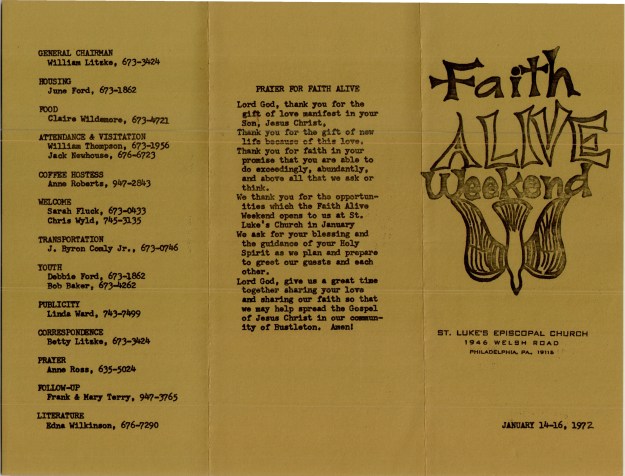 GENERAL CHAIRMAN
William Litzke, 673-3424
HOUSING
June Ford, 673-1862
FOOD
Claire Wildemore, 673-4721
ATTENDANCE & VISITATION
William Thompson, 673-1956
Jack Newhouse, 676-6723
COFFEE HOSTESS
Anne Roberts, 947-2843
WELCOME
Sarah Fluck, 673-0433
Chris Wyld, 745-3135
TRANSPORTATION
J. Byron Comly Jr., 673-0746
YOUTH
Debbie Ford, 673-1862
Bob Baker, 673-4262
PUBLICITY
Linda Ward, 743-7499
CORRESPONDENCE
Betty Litzke, 673-3424
PRAYER
Anne Ross, 635-5024
FOLLOW-UP
Frank & Mary Terry, 947-3765
LITERATURE
Edna Wilkinson, 676-7290
PRAYER FOR FAITH ALIVE
Lord God, thank you for the
gift of love manifest in your
Son, Jesus Christ,
Thank you for the gift of new
life because of this love.
Thank you for faith in your
promise that you are able to
do exceedingly, abundantly,
and above all that we ask or
think.
We thank you for the opportun-
ities which the Faith Alive
Weekend opens to us at St.
Luke's Church in January
We ask for your blessing and
the guidance of your Holy
Spirit as we plan and prepare
to greet our guests and each
other.
Lord God, give us a great time
together sharing your love
and sharing our faith so that
we may help spread the Gospel
of Jesus Christ in our commun-
ity of Bustleton. Amen!
Faith
ALIVE
Weekend
ST. LUKE'S EPISCOPAL CHURCH
1946 WELSH ROAD
PHILADELPHIA, PA. 19115
JANUARY 14-16, 1972